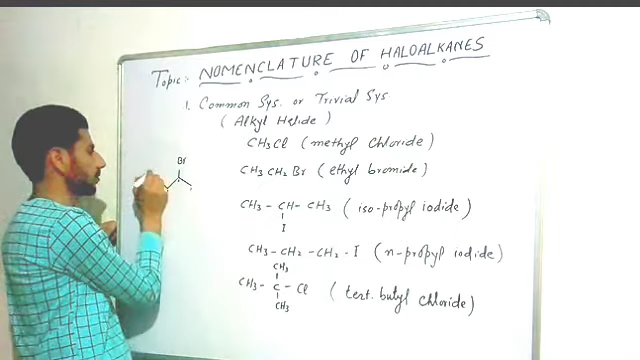 Topic:- NOMENCLATURE OF HALOALKANES
1. Common Sys. or Trivial Sys
(Alkyl Halide)
CH3Cl (methyl chloride)
Br
CH3 CH2 Br (ethyl bromide)
CH3 - CH - CH3 (iso-propyl iodide)
I
CH3 - CH2 - CH2 - I (n-propyl iodide)
CH3
CH3 - C - Cl (tert. butyl chloride)
CH3